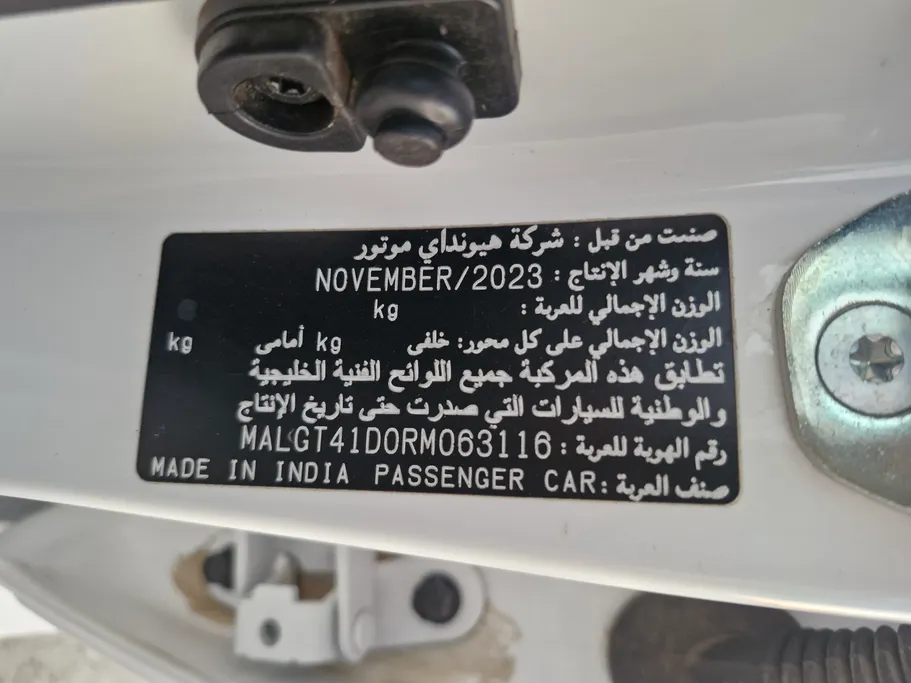 صنعت من قبل : شركة هيونداي موتور
سنة وشهر الإنتاج : NOVEMBER/2023
الوزن الإجمالي للعربة : kg
الوزن الإجمالي على كل محور: خلفى kg أمامى kg
تطابق هذه المركبة جميع اللوائح الفنية الخليجية
والوطنية للسيارات التي صدرت حتى تاريخ الإنتاج
رقم الهوية للعربة : MALGT41D0RM063116
صنف العربة : MADE IN INDIA PASSENGER CAR